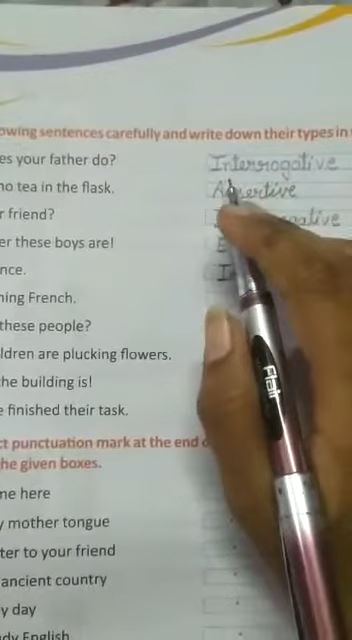 owing sentences carefully and write down their types in
es your father do? Interrogative
no tea in the flask. Assertive
r friend?
er these boys are!
nce.
ning French.
these people?
ldren are plucking flowers.
the building is!
e finished their task.
ct punctuation mark at the end
he given boxes.
me here
y mother tongue
ter to your friend
ancient country
y day
dy English
Flair